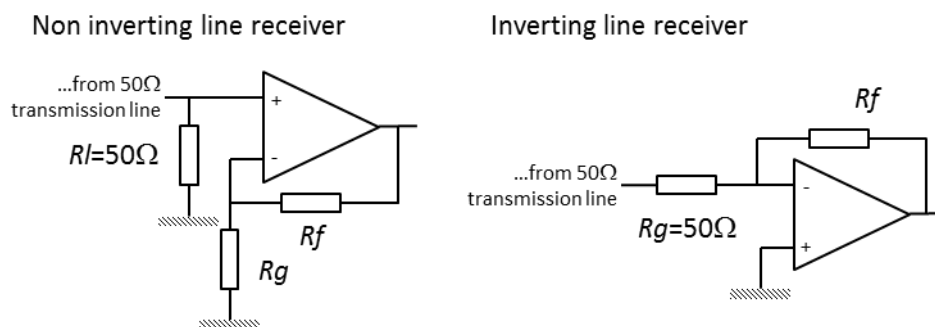 Non inverting line receiver
...from 50Ω
transmission line
+
-
Rl=50Ω
Rf
Rg
Inverting line receiver
Rf
...from 50Ω
transmission line
-
Rg=50Ω
+